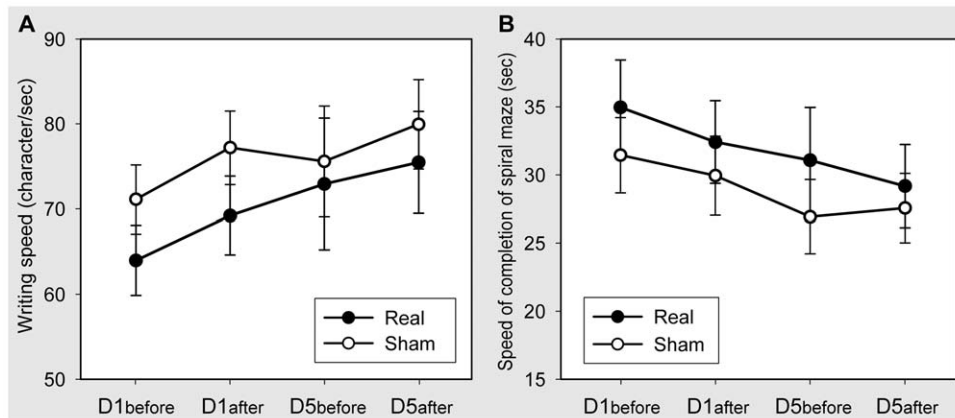 A
Writing speed (character/sec)
90
80
70
60
50
Real
Sham
D1before
D1after
D5before
D5after
B
Speed of completion of spiral maze (sec)
40
35
30
25
20
15
Real
Sham
D1before
D1after
D5before
D5after